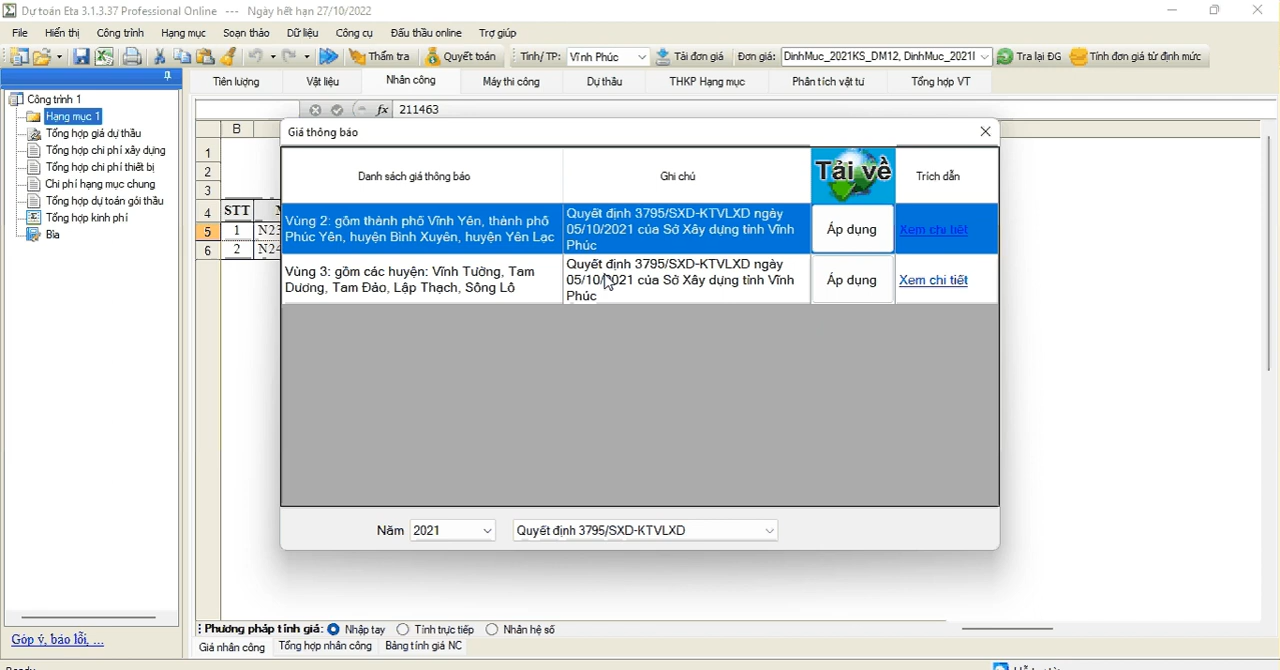 Dự toán Eta 3.1.3.37 Professional Online --- Ngày hết hạn 27/10/2022
File Hiển thị Công trình Hạng mục Soạn thảo Dữ liệu Công cụ Đấu thầu online Trợ giúp
Thẩm tra Quyết toán Tỉnh/ TP: Vĩnh Phúc Tải đơn giá Đơn giá: DinhMuc_2021KS_DM12, DinhMuc_2021I Tra lại ĐG Tính đơn giá từ định mức
Tiên lượng Vật liệu Nhân công Máy thi công Dự thầu THKP Hạng mục Phân tích vật tư Tổng hợp VT
Công trình 1
Hạng mục 1
Tổng hợp giá dự thầu
Tổng hợp chi phí xây dựng
Tổng hợp chi phí thiết bị
Chi phí hạng mục chung
Tổng hợp dự toán gói thầu
Tổng hợp kinh phí
Bìa
Góp ý, báo lỗi, ...
fx 211463
B
1
2
3
4 STT
5 1 N23
6 2 N24
Giá thông báo
Danh sách giá thông báo Ghi chú Tải về Trích dẫn
Vùng 2: gồm thành phố Vĩnh Yên, thành phố
Phúc Yên, huyện Bình Xuyên, huyện Yên Lạc
Quyết định 3795/SXD-KTVLXD ngày
05/10/2021 của Sở Xây dựng tỉnh Vĩnh
Phúc
Áp dụng
Xem chi tiết
Vùng 3: gồm các huyện: Vĩnh Tường, Tam
Dương, Tam Đảo, Lập Thạch, Sông Lô
Quyết định 3795/SXD-KTVLXD ngày
05/10/2021 của Sở Xây dựng tỉnh Vĩnh
Phúc
Áp dụng
Xem chi tiết
Năm 2021 Quyết định 3795/SXD-KTVLXD
Phương pháp tính giá: Nhập tay Tính trực tiếp Nhân hệ số
Giá nhân công Tổng hợp nhân công Bảng tính giá NC